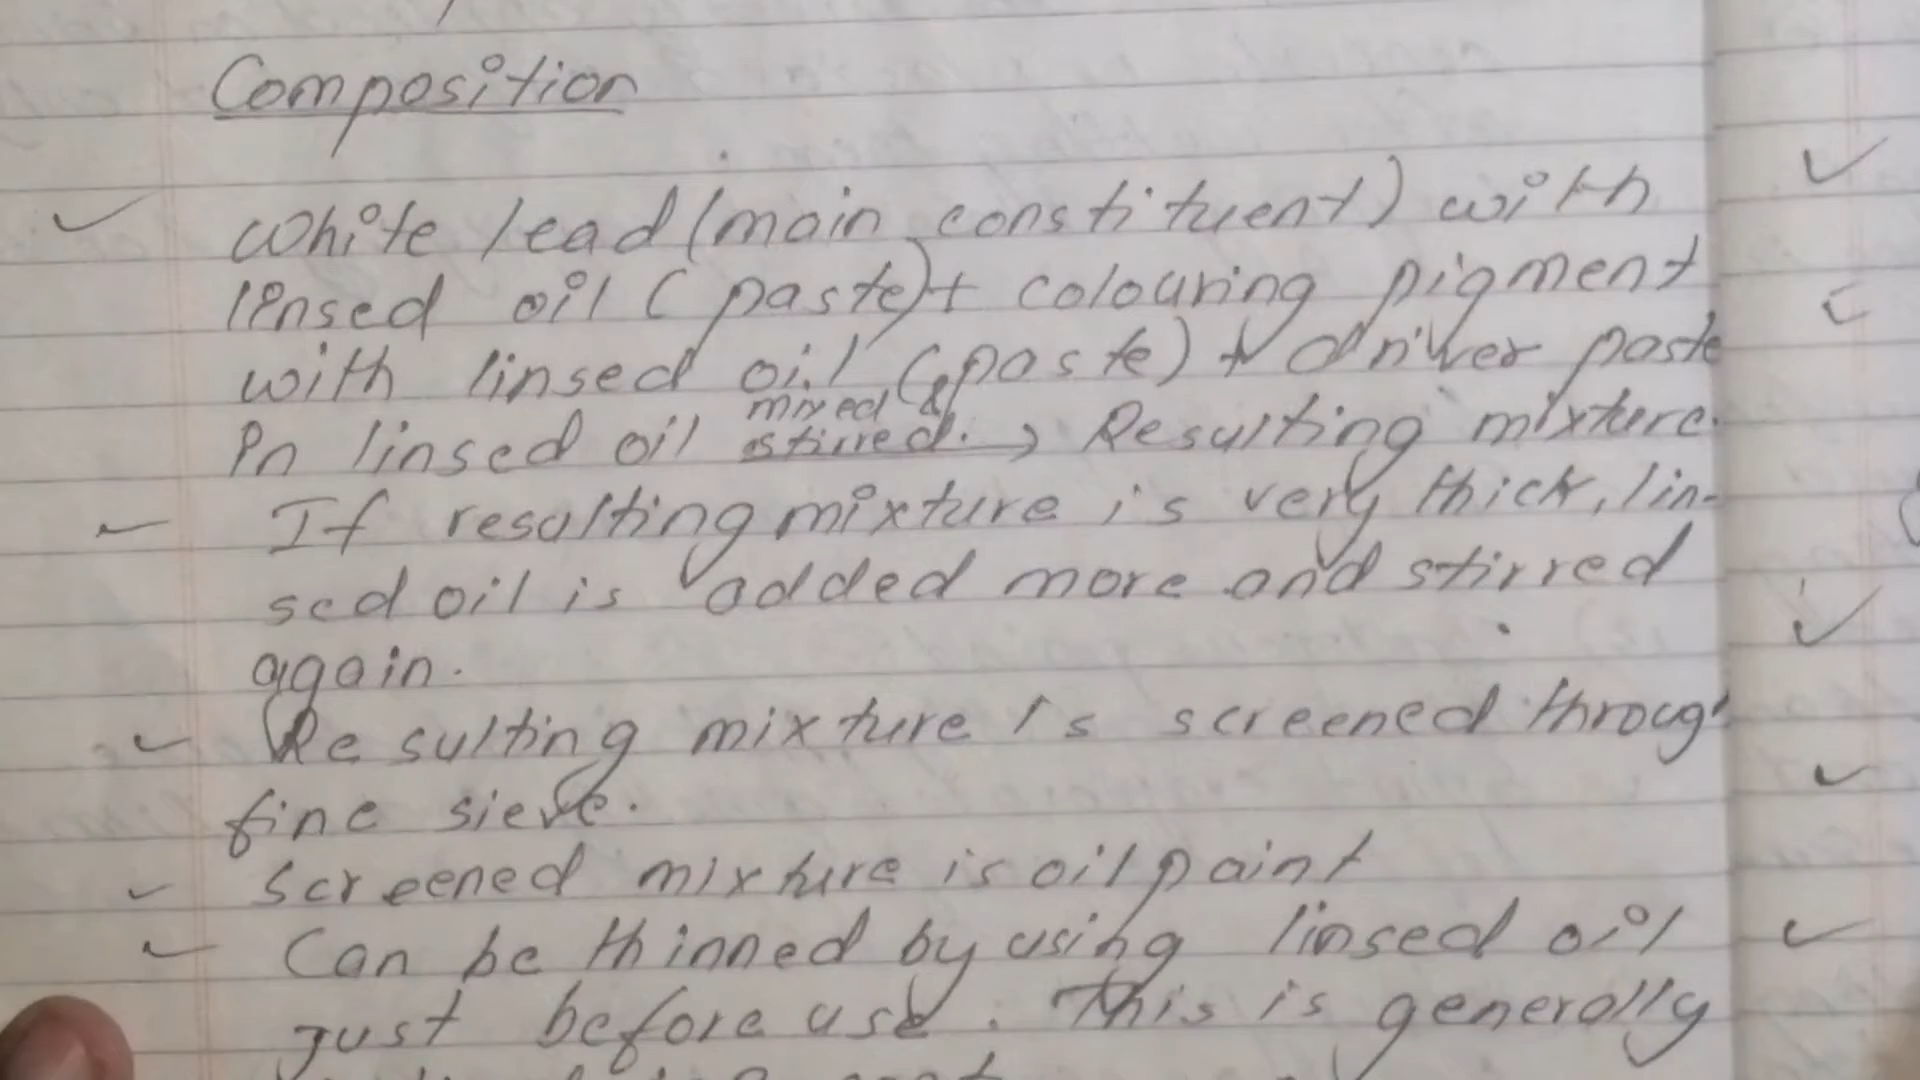 Composition
White lead (main constituent) with
linsed oil (paste) + colouring pigment
with linsed oil (paste) + driver paste
in linsed oil mixed & stirred. → Resulting mixture.
If resulting mixture is very thick, lin-
sed oil is added more and stirred
again.
Resulting mixture is screened through
fine sieve.
Screened mixture is oil paint
Can be thinned by using linsed oil
just before use. This is generally